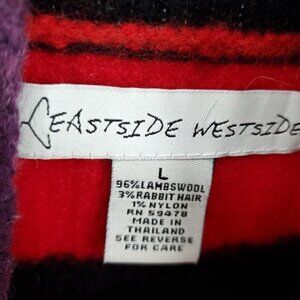 EASTSIDE WESTSIDE
L
96% LAMBSWOOL
3% RABBIT HAIR
1% NYLON
RN 59478
MADE IN
THAILAND
SEE REVERSE
FOR CARE